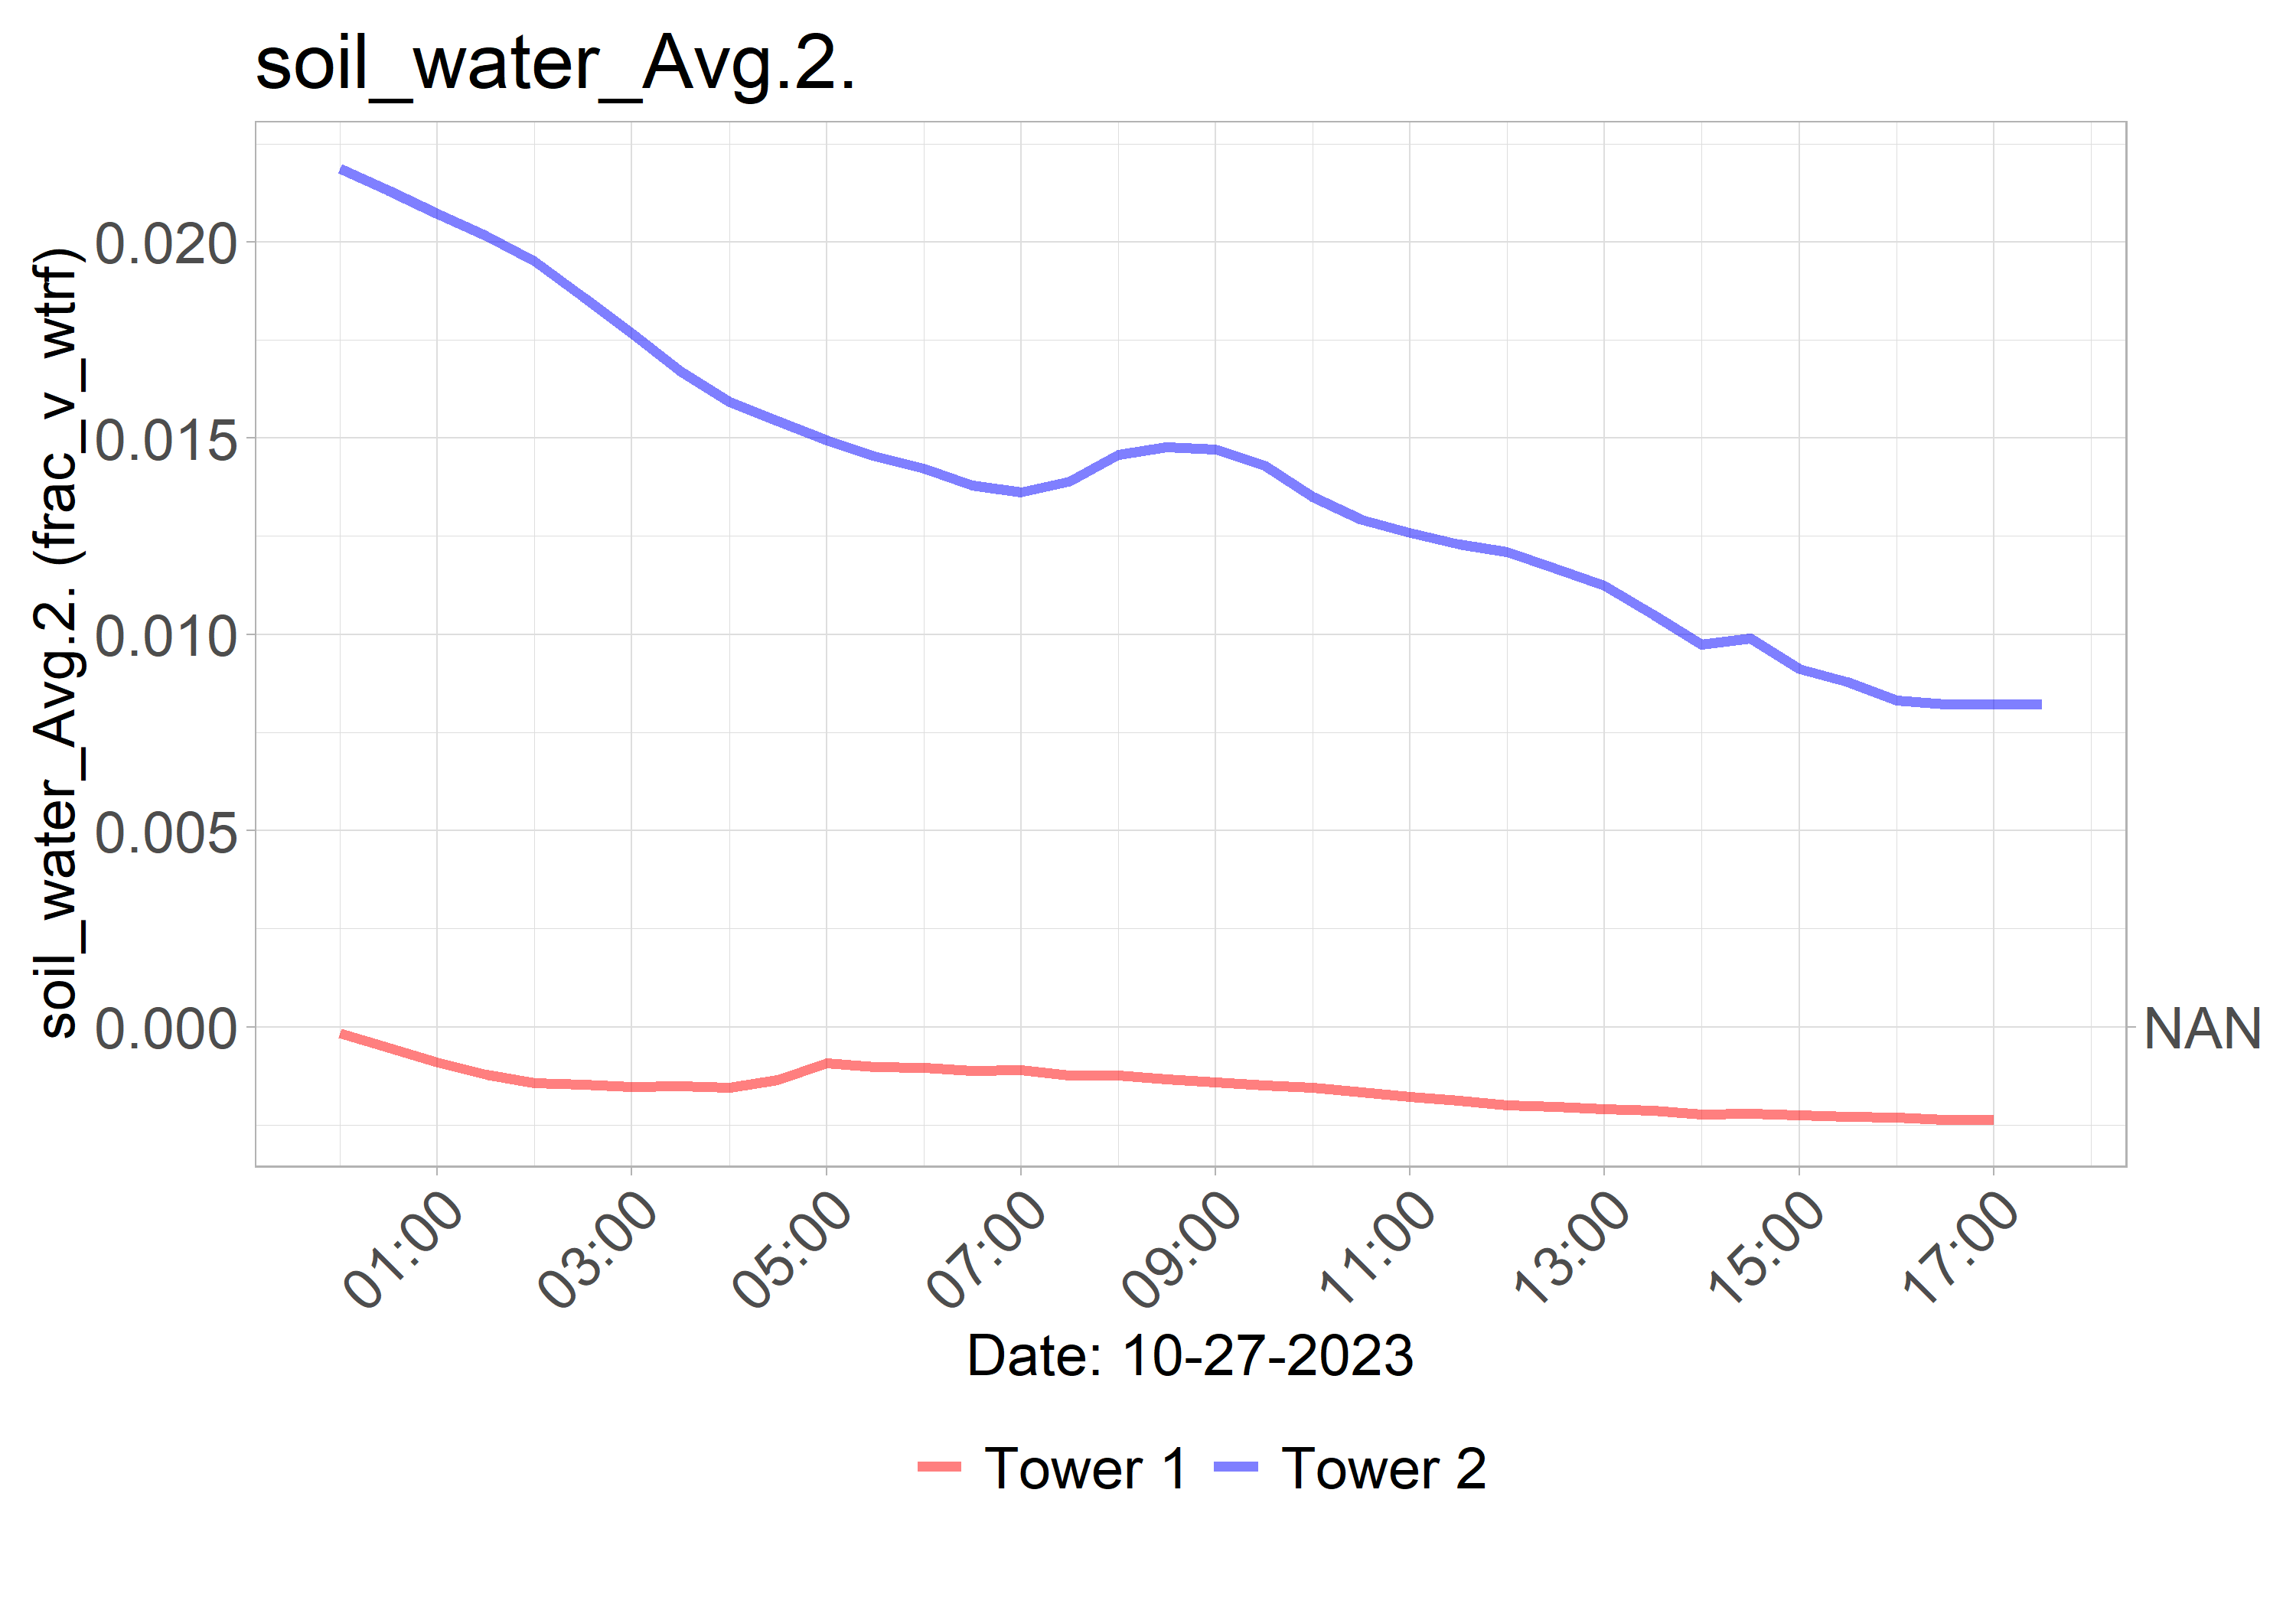 soil_water_Avg.2.
soil_water_Avg.2. (frac_v_wtrf)
0.020
0.015
0.010
0.005
0.000
NAN
01:00
03:00
05:00
07:00
09:00
11:00
13:00
15:00
17:00
Date: 10-27-2023
Tower 1
Tower 2